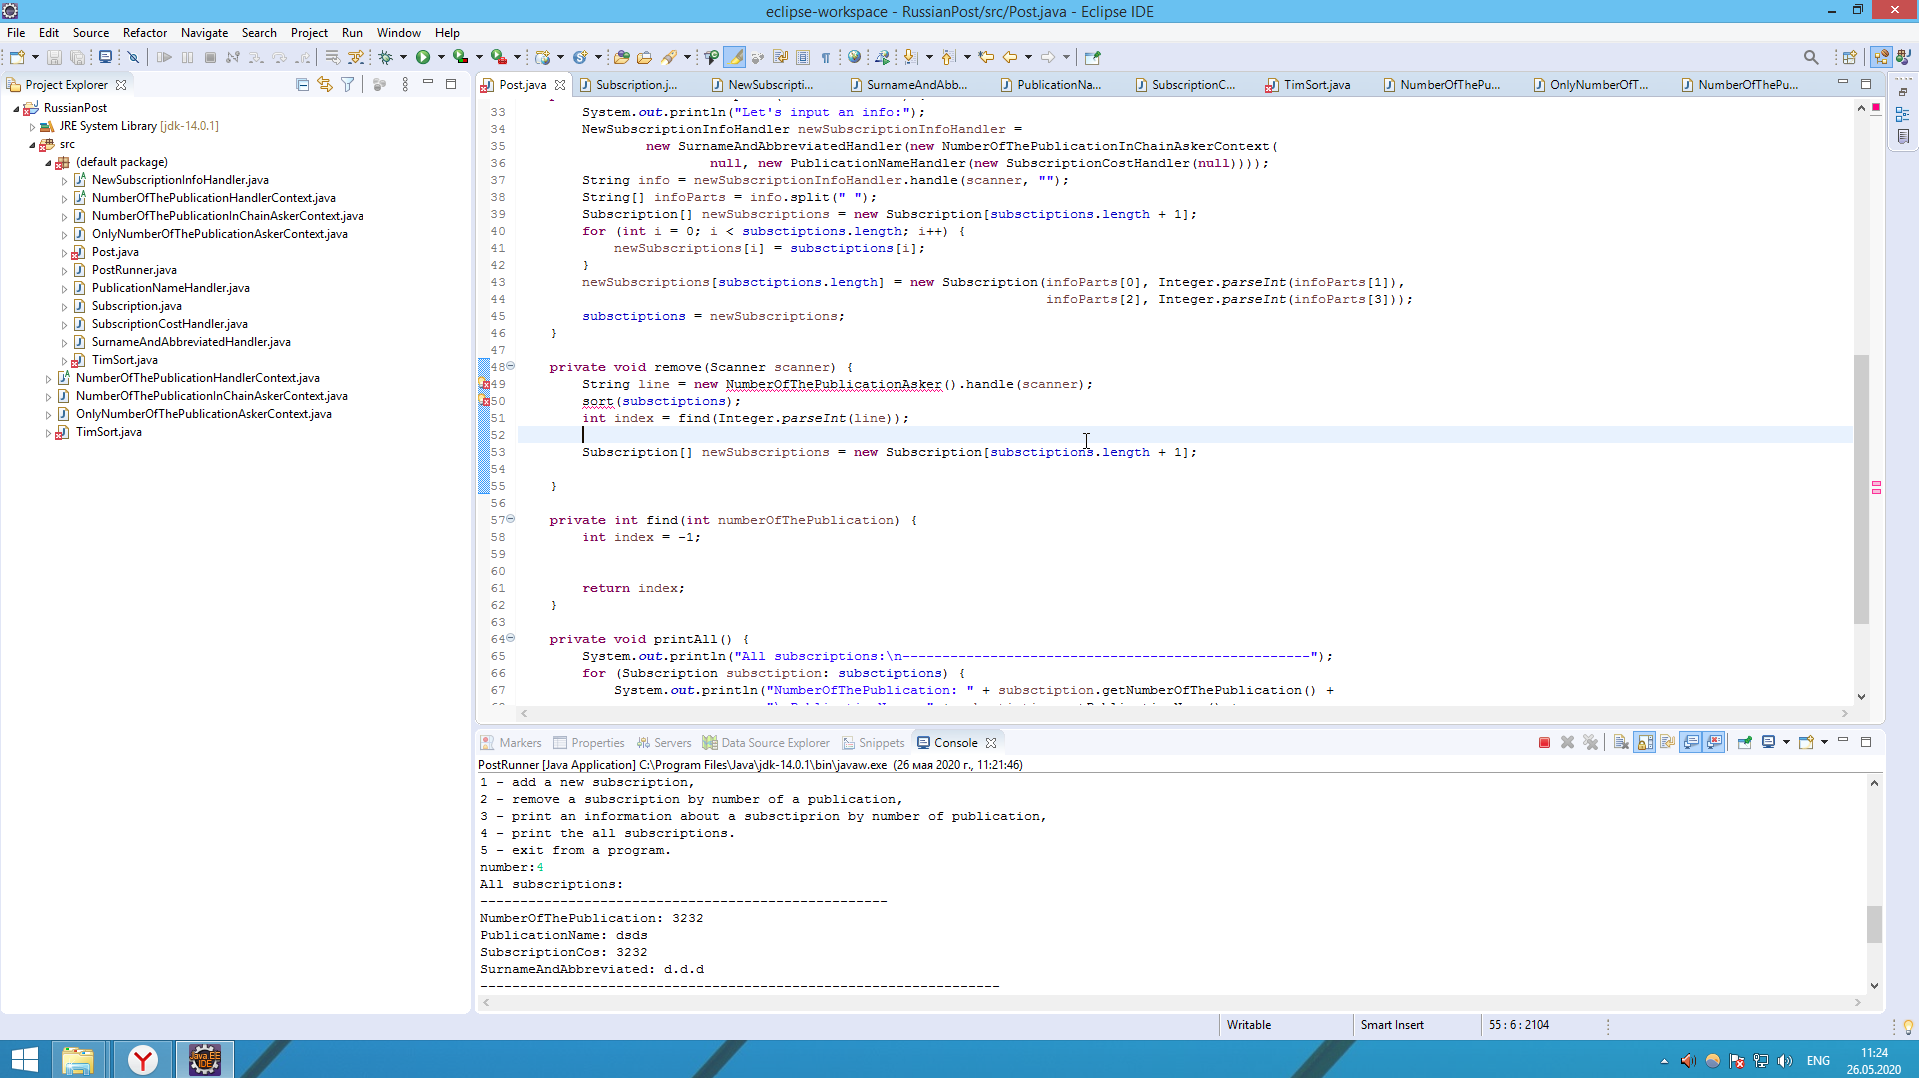 eclipse-workspace - RussianPost/src/Post.java - Eclipse IDE
File Edit Source Refactor Navigate Search Project Run Window Help
Project Explorer
RussianPost
JRE System Library [jdk-14.0.1]
src
(default package)
NewSubscriptionInfoHandler.java
NumberOfThePublicationHandlerContext.java
NumberOfThePublicationInChainAskerContext.java
OnlyNumberOfThePublicationAskerContext.java
Post.java
PostRunner.java
PublicationNameHandler.java
Subscription.java
SubscriptionCostHandler.java
SurnameAndAbbreviatedHandler.java
TimSort.java
NumberOfThePublicationHandlerContext.java
NumberOfThePublicationInChainAskerContext.java
OnlyNumberOfThePublicationAskerContext.java
TimSort.java
Post.java Subscription.j... NewSubscripti... SurnameAndAbb... PublicationNa... SubscriptionC... TimSort.java NumberOfThePu... OnlyNumberOfT... NumberOfThePu...
33 System.out.println("Let's input an info:");
34 NewSubscriptionInfoHandler newSubscriptionInfoHandler =
35 new SurnameAndAbbreviatedHandler(new NumberOfThePublicationInChainAskerContext(
36 null, new PublicationNameHandler(new SubscriptionCostHandler(null))));
37 String info = newSubscriptionInfoHandler.handle(scanner, "");
38 String[] infoParts = info.split(" ");
39 Subscription[] newSubscriptions = new Subscription[subsctiptions.length + 1];
40 for (int i = 0; i < subsctiptions.length; i++) {
41 newSubscriptions[i] = subsctiptions[i];
42 }
43 newSubscriptions[subsctiptions.length] = new Subscription(infoParts[0], Integer.parseInt(infoParts[1]),
44 infoParts[2], Integer.parseInt(infoParts[3]));
45 subsctiptions = newSubscriptions;
46 }
47
48 private void remove(Scanner scanner) {
49 String line = new NumberOfThePublicationAsker().handle(scanner);
50 sort(subsctiptions);
51 int index = find(Integer.parseInt(line));
52
53 Subscription[] newSubscriptions = new Subscription[subsctiptions.length + 1];
54
55 }
56
57 private int find(int numberOfThePublication) {
58 int index = -1;
59
60
61 return index;
62 }
63
64 private void printAll() {
65 System.out.println("All subscriptions:\n---------------------------------------------------");
66 for (Subscription subsctiption: subsctiptions) {
67 System.out.println("NumberOfThePublication: " + subsctiption.getNumberOfThePublication() +
Markers Properties Servers Data Source Explorer Snippets Console
PostRunner [Java Application] C:\Program Files\Java\jdk-14.0.1\bin\javaw.exe (26 мая 2020 г., 11:21:46)
1 - add a new subscription,
2 - remove a subscription by number of a publication,
3 - print an information about a subsctiprion by number of publication,
4 - print the all subscriptions.
5 - exit from a program.
number:4
All subscriptions:
---------------------------------------------------
NumberOfThePublication: 3232
PublicationName: dsds
SubscriptionCos: 3232
SurnameAndAbbreviated: d.d.d
-----------------------------------------------------------------
Writable Smart Insert 55 : 6 : 2104
Java EE IDE
ENG
11:24
26.05.2020